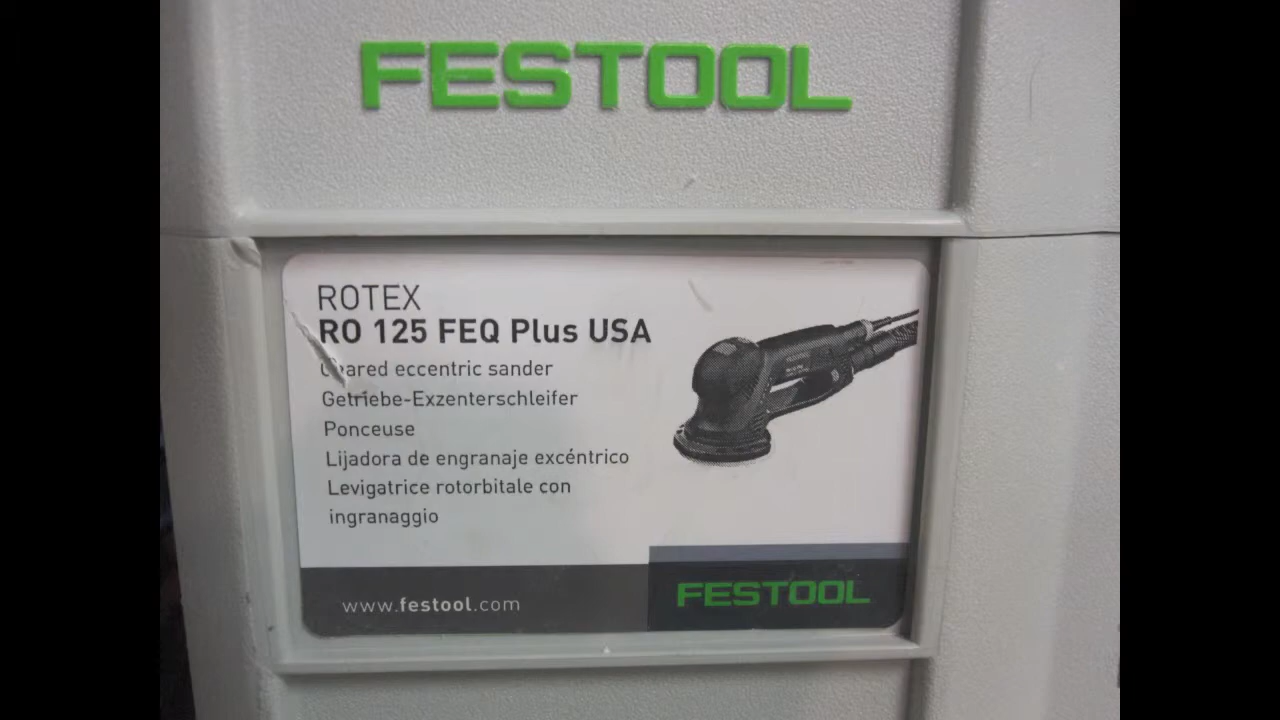 FESTOOL
ROTEX
RO 125 FEQ Plus USA
Geared eccentric sander
Getriebe-Exzenterschleifer
Ponceuse
Lijadora de engranaje excéntrico
Levigatrice rotorbitale con
ingranaggio
www.festool.com
FESTOOL